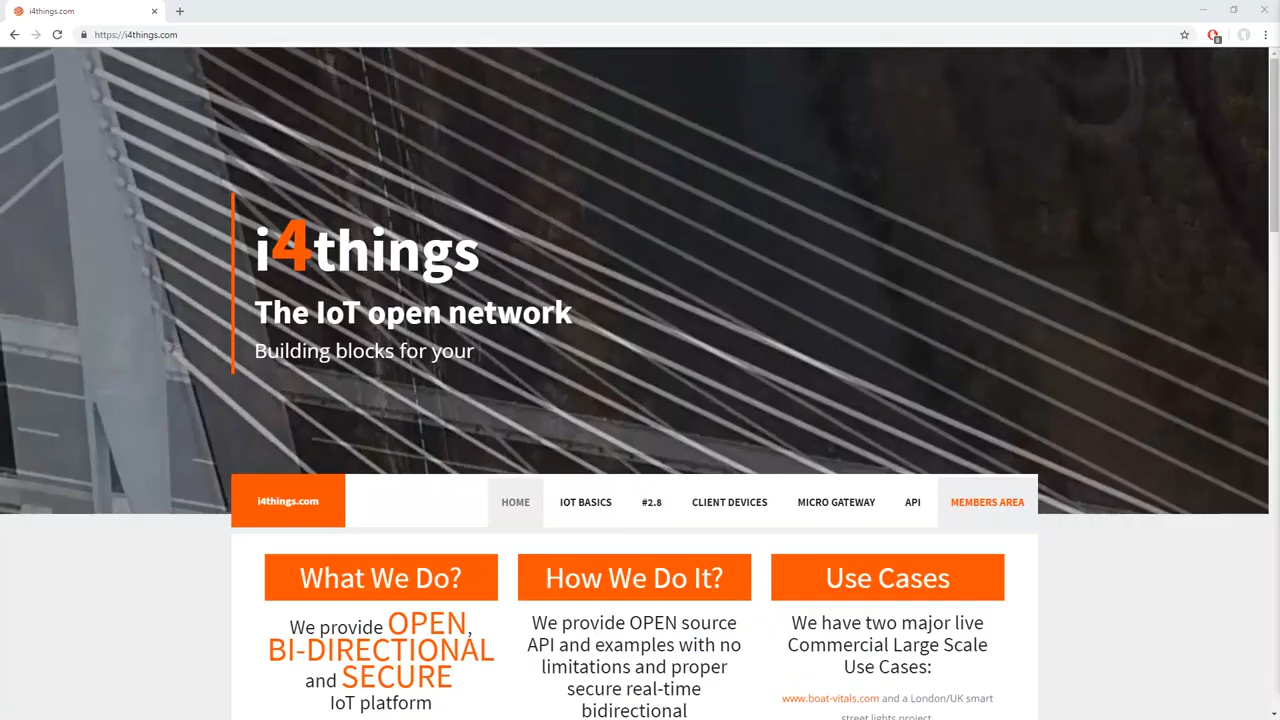 i4things.com
https://i4things.com
i4things
The IoT open network
Building blocks for your
i4things.com
HOME
IOT BASICS
#2.8
CLIENT DEVICES
MICRO GATEWAY
API
MEMBERS AREA
What We Do?
We provide OPEN,
BI-DIRECTIONAL
and SECURE
IoT platform
How We Do It?
We provide OPEN source
API and examples with no
limitations and proper
secure real-time
bidirectional
Use Cases
We have two major live
Commercial Large Scale
Use Cases:
www.boat-vitals.com and a London/UK smart
street lights project